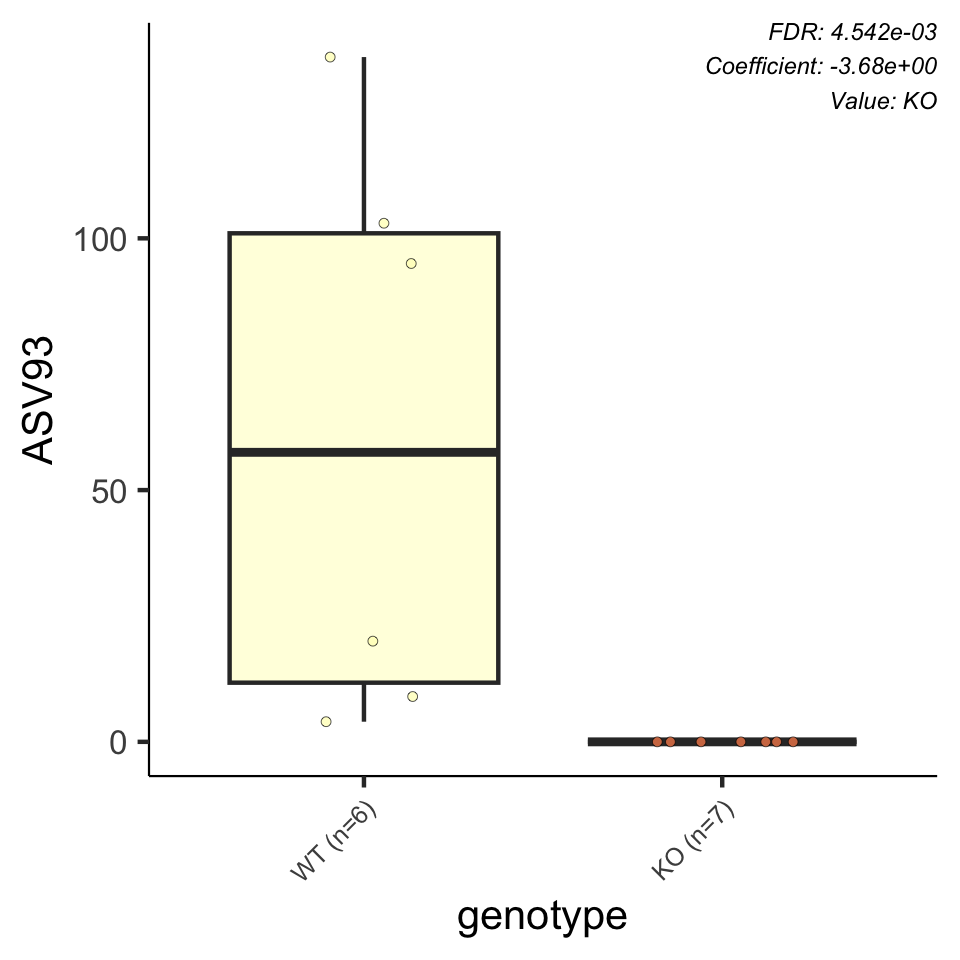 FDR: 4.542e-03
Coefficient: -3.68e+00
Value: KO
ASV93
100
50
0
WT (n=6)
KO (n=7)
genotype